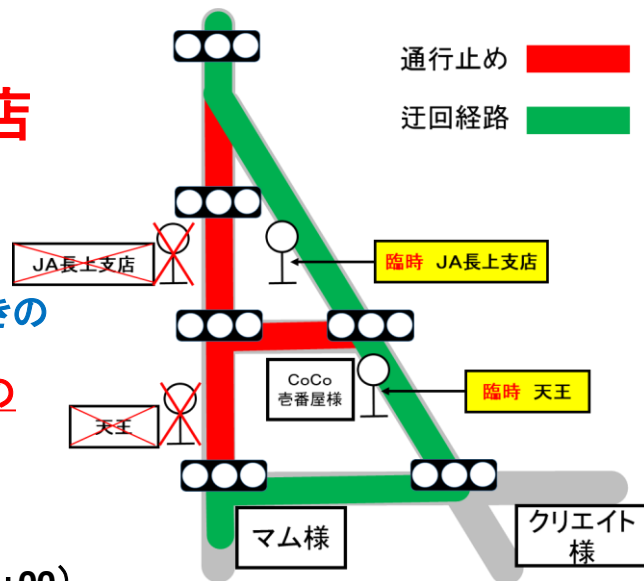 通行止め
店
迂回経路
JA長上支店
臨時 JA長上支店
きの
CoCo
壱番屋様
の
臨時 天王
天王
マム様
クリエイト
様
:00)